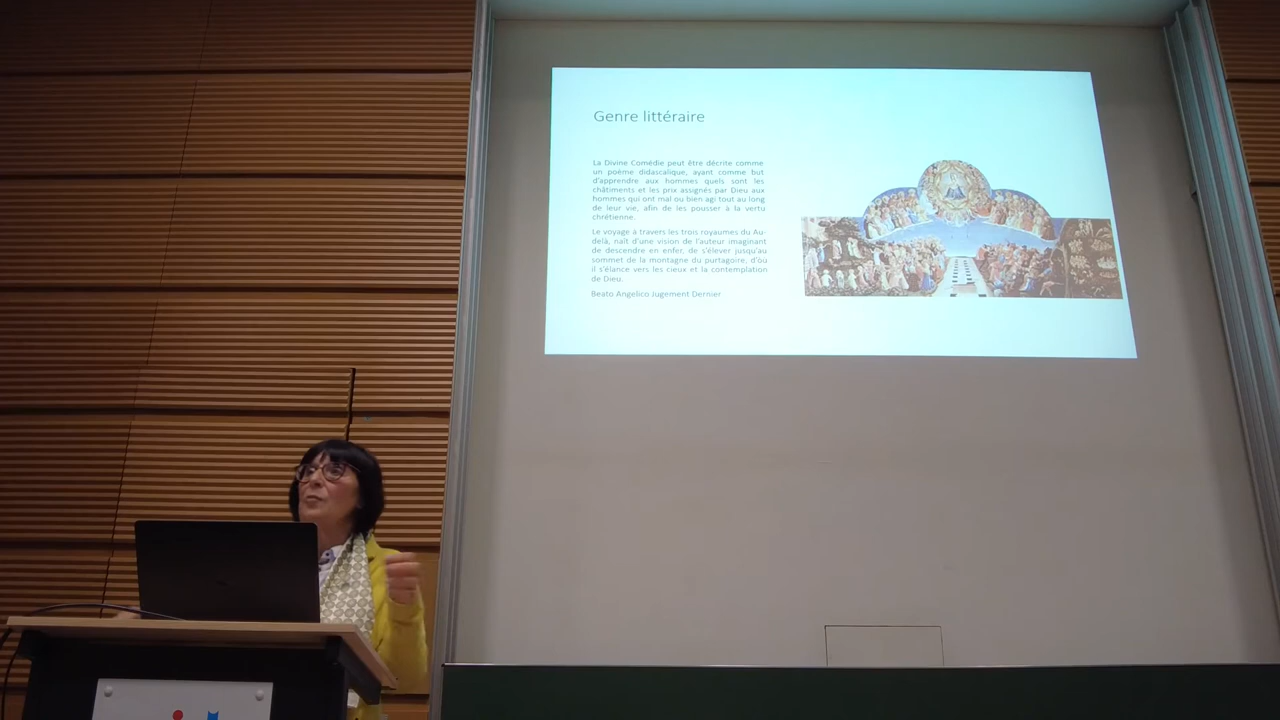 Genre littéraire
La Divine Comédie peut être décrite comme
un poème didascalique, ayant comme but
d'apprendre aux hommes quels sont les
châtiments et les prix assignés par Dieu aux
hommes qui ont mal ou bien agi tout au long
de leur vie, afin de les pousser à la vertu
chrétienne.
Le voyage à travers les trois royaumes du Au-
delà, naît d'une vision de l'auteur imaginant
de descendre en enfer, de s'élever jusqu'au
sommet de la montagne du purtagoire, d'où
il s'élance vers les cieux et la contemplation
de Dieu.
Beato Angelico Jugement Dernier